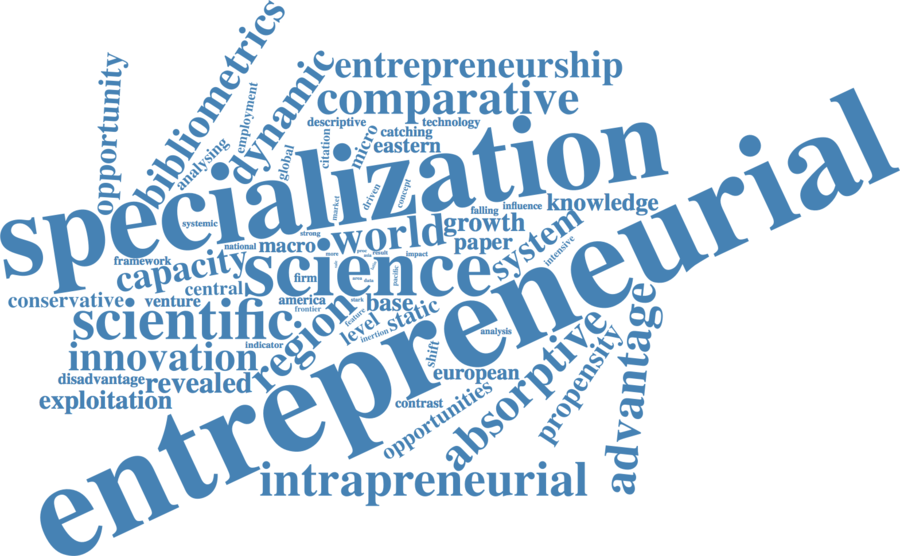 bibliometrics
opportunity
dynamic
entrepreneurship
comparative
employment
analysing
global
citation
descriptive
technology
micro
catching
eastern
specialization
entrepreneurial
driven
concept
market
systemic
strong
falling
influence
knowledge
growth
world
paper
system
intensive
national
macro
more
result
impact
framework
capacity
science
pacific
central
firm
area
data
conservative
venture
america
frontier
stark
base
scientific
region
feature
level
static
inertion
analysis
indicator
innovation
shift
european
disadvantage
revealed
exploitation
contrast
opportunities
absorptive
propensity
advantage
intrapreneurial